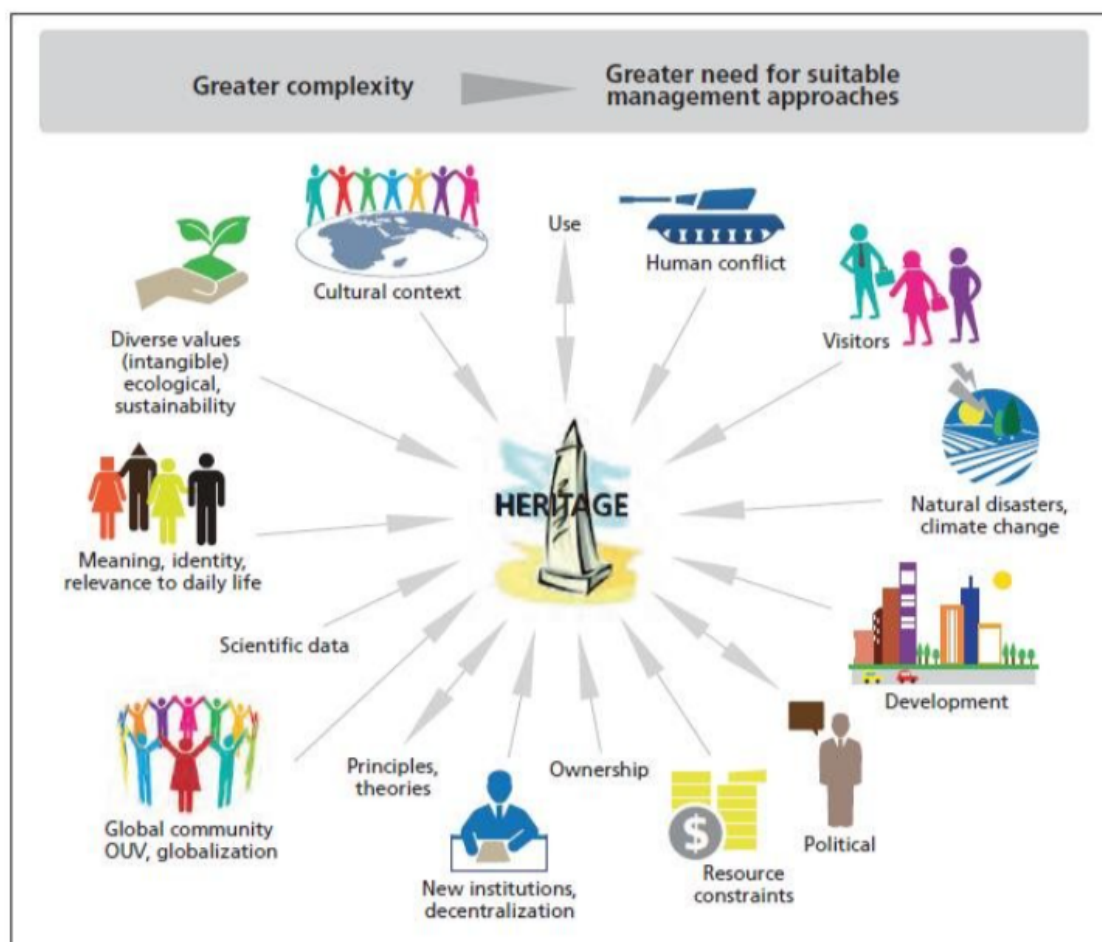 Greater complexity
Greater need for suitable
management approaches
Cultural context
Use
Human conflict
Visitors
Diverse values
(intangible)
ecological,
sustainability
HERITAGE
Natural disasters,
climate change
Meaning, identity,
relevance to daily life
Scientific data
Development
Global community
OUV, globalization
Principles,
theories
New institutions,
decentralization
Ownership
$
Resource
constraints
Political